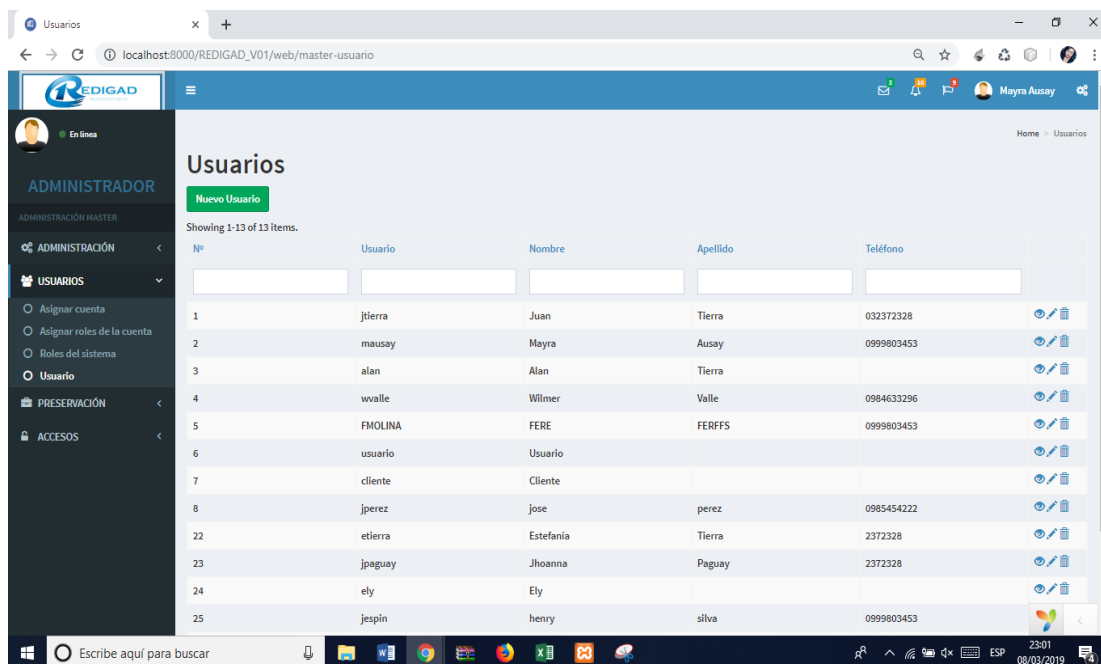 Usuarios
localhost:8000/REDIGAD_V01/web/master-usuario
REDIGAD
3
10
9
Mayra Ausay
En línea
Home > Usuarios
Usuarios
ADMINISTRADOR
Nuevo Usuario
ADMINISTRACIÓN MASTER
Showing 1-13 of 13 items.
ADMINISTRACIÓN
USUARIOS
Asignar cuenta
Asignar roles de la cuenta
Roles del sistema
Usuario
PRESERVACIÓN
ACCESOS
Nº Usuario Nombre Apellido Teléfono
1 jtierra Juan Tierra 032372328
2 mausay Mayra Ausay 0999803453
3 alan Alan Tierra
4 wvalle Wilmer Valle 0984633296
5 FMOLINA FERE FERFFS 0999803453
6 usuario Usuario
7 cliente Cliente
8 jperez jose perez 0985454222
22 etierra Estefanía Tierra 2372328
23 jpaguay Jhoanna Paguay 2372328
24 ely Ely
25 jespin henry silva 0999803453
Escribe aquí para buscar
ESP
23:01
08/03/2019